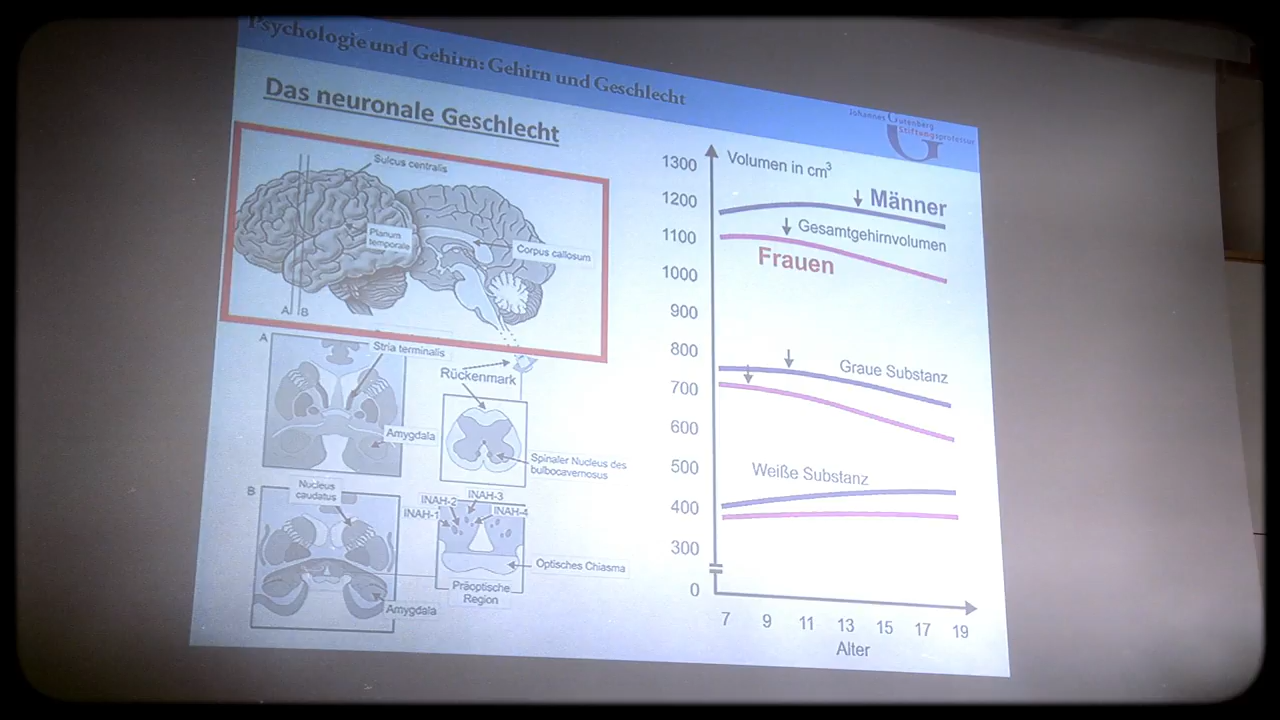 Psychologie und Gehirn: Gehirn und Geschlecht
Johannes Gutenberg
Stiftungsprofessur
Das neuronale Geschlecht
Sulcus centralis
Planum
temporale
Corpus callosum
A
B
A
Stria terminalis
Rückenmark
Amygdala
Spinaler Nucleus des
bulbocavernosus
B
Nucleus
caudatus
INAH-3
INAH-2
INAH-4
INAH-1
Optisches Chiasma
Präoptische
Region
Amygdala
Volumen in cm³
1300
1200
1100
1000
900
800
700
600
500
400
300
0
Männer
Gesamtgehirnvolumen
Frauen
Graue Substanz
Weiße Substanz
7 9 11 13 15 17 19
Alter